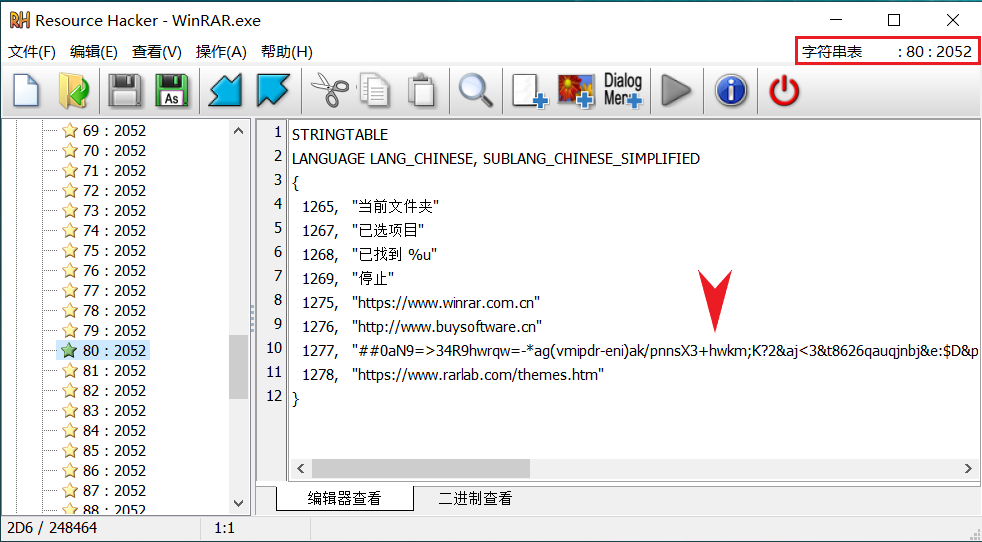 Resource Hacker - WinRAR.exe
文件(F) 编辑(E) 查看(V) 操作(A) 帮助(H)
字符串表 : 80 : 2052
As
Dialog
Menu
69 : 2052
70 : 2052
71 : 2052
72 : 2052
73 : 2052
74 : 2052
75 : 2052
76 : 2052
77 : 2052
78 : 2052
79 : 2052
80 : 2052
81 : 2052
82 : 2052
83 : 2052
84 : 2052
85 : 2052
86 : 2052
87 : 2052
88 : 2052
1 STRINGTABLE
2 LANGUAGE LANG_CHINESE, SUBLANG_CHINESE_SIMPLIFIED
3 {
4 1265, "当前文件夹"
5 1267, "已选项目"
6 1268, "已找到 %u"
7 1269, "停止"
8 1275, "https://www.winrar.com.cn"
9 1276, "http://www.buysoftware.cn"
10 1277, "##0aN9=>34R9hwrqw=-*ag(vmipdr-eni)ak/pnnsX3+hwkm;K?2&aj<3&t8626qauqjnbj&e:$D&p
11 1278, "https://www.rarlab.com/themes.htm"
12 }
编辑器查看 二进制查看
2D6 / 248464 1:1